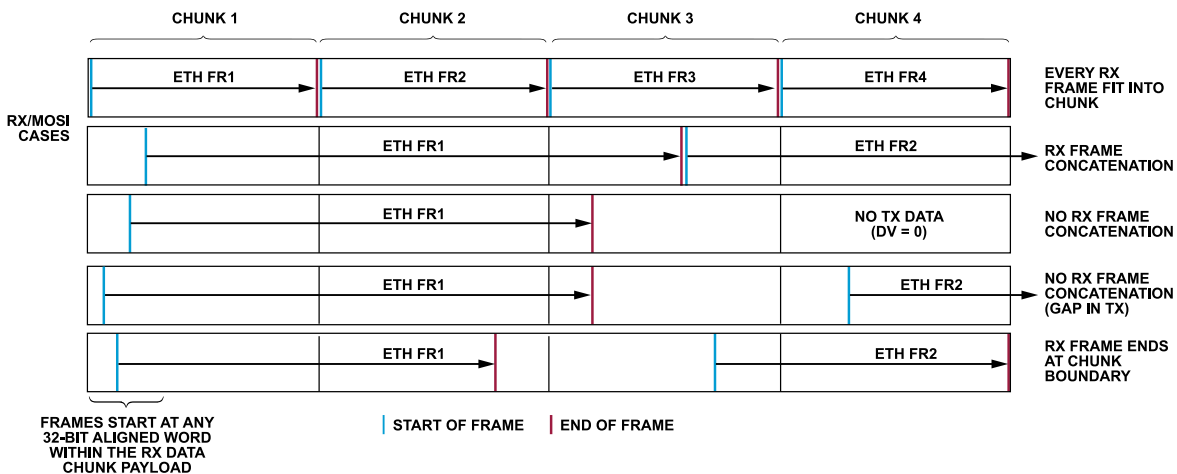 CHUNK 1
CHUNK 2
CHUNK 3
CHUNK 4
RX/MOSI
CASES
ETH FR1
ETH FR2
ETH FR3
ETH FR4
EVERY RX
FRAME FIT INTO
CHUNK
ETH FR1
ETH FR2
RX FRAME
CONCATENATION
ETH FR1
NO TX DATA
(DV = 0)
NO RX FRAME
CONCATENATION
ETH FR1
ETH FR2
NO RX FRAME
CONCATENATION
(GAP IN TX)
ETH FR1
ETH FR2
RX FRAME ENDS
AT CHUNK
BOUNDARY
FRAMES START AT ANY
32-BIT ALIGNED WORD
WITHIN THE RX DATA
CHUNK PAYLOAD
START OF FRAME
END OF FRAME